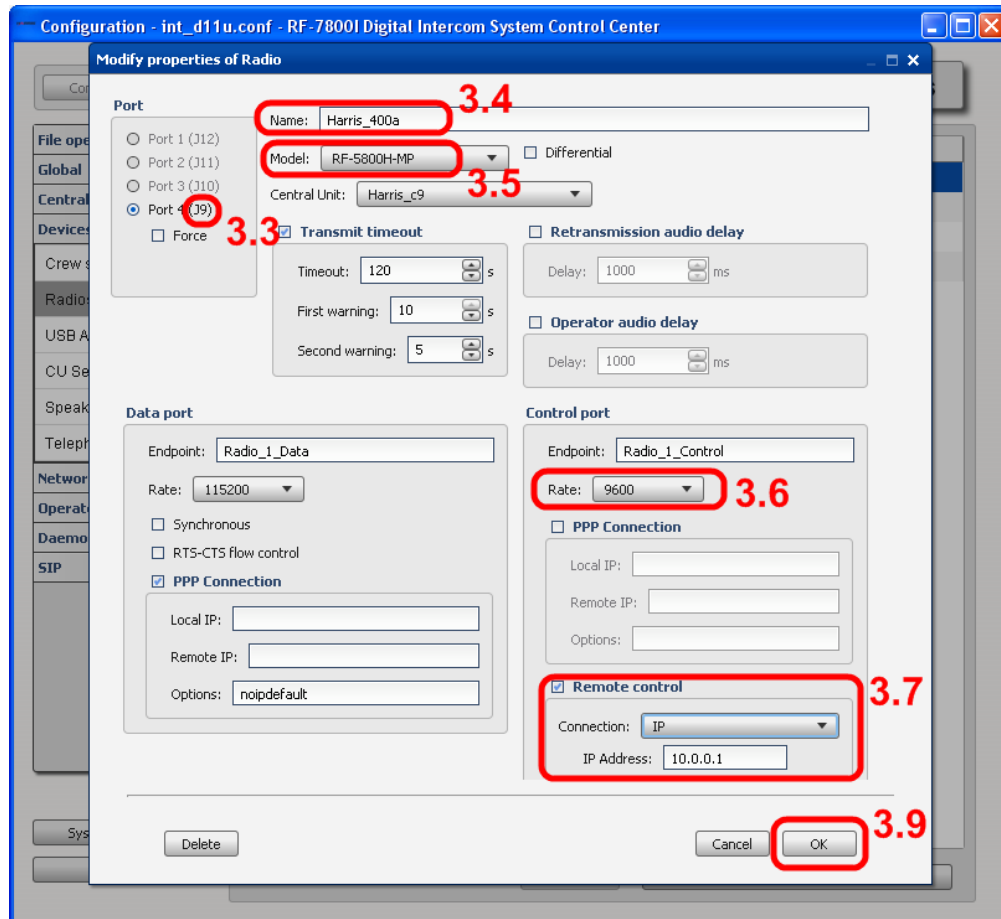 Configuration - int_d11u.conf - RF-7800I Digital Intercom System Control Center
Modify properties of Radio
Port
Port 1 (J12)
Port 2 (J11)
Port 3 (J10)
Port 4 (J9)
Force
3.3
Name: Harris_400a
3.4
Model: RF-5800H-MP
Differential
3.5
Central Unit: Harris_c9
Transmit timeout
Timeout: 120 s
First warning: 10 s
Second warning: 5 s
Retransmission audio delay
Delay: 1000 ms
Operator audio delay
Delay: 1000 ms
Data port
Endpoint: Radio_1_Data
Rate: 115200
Synchronous
RTS-CTS flow control
PPP Connection
Local IP:
Remote IP:
Options: noipdefault
Control port
Endpoint: Radio_1_Control
Rate: 9600
3.6
PPP Connection
Local IP:
Remote IP:
Options:
Remote control
3.7
Connection: IP
IP Address: 10.0.0.1
Delete
Cancel
OK
3.9
File ope
Global
Central
Devices
Crew s
Radios
USB A
CU Se
Speak
Teleph
Networ
Operat
Daemo
SIP
Sys